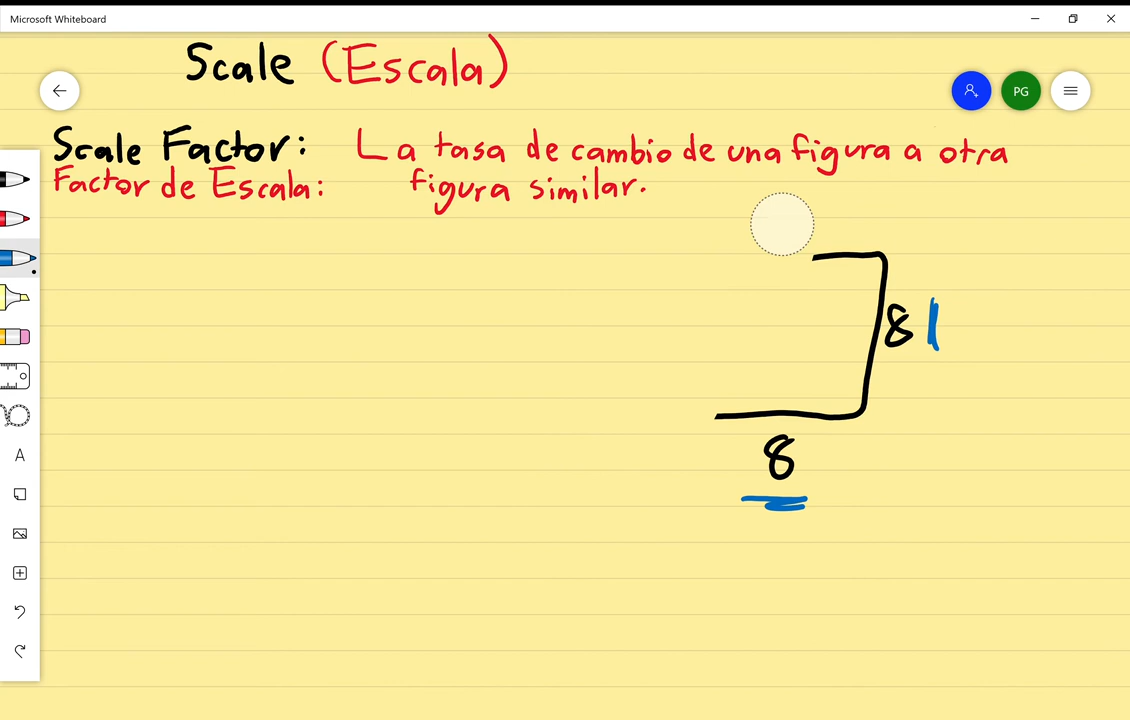 Microsoft Whiteboard
Scale (Escala)
PG
Scale Factor: La tasa de cambio de una figura a otra
Factor de Escala: figura similar.
8
8
A